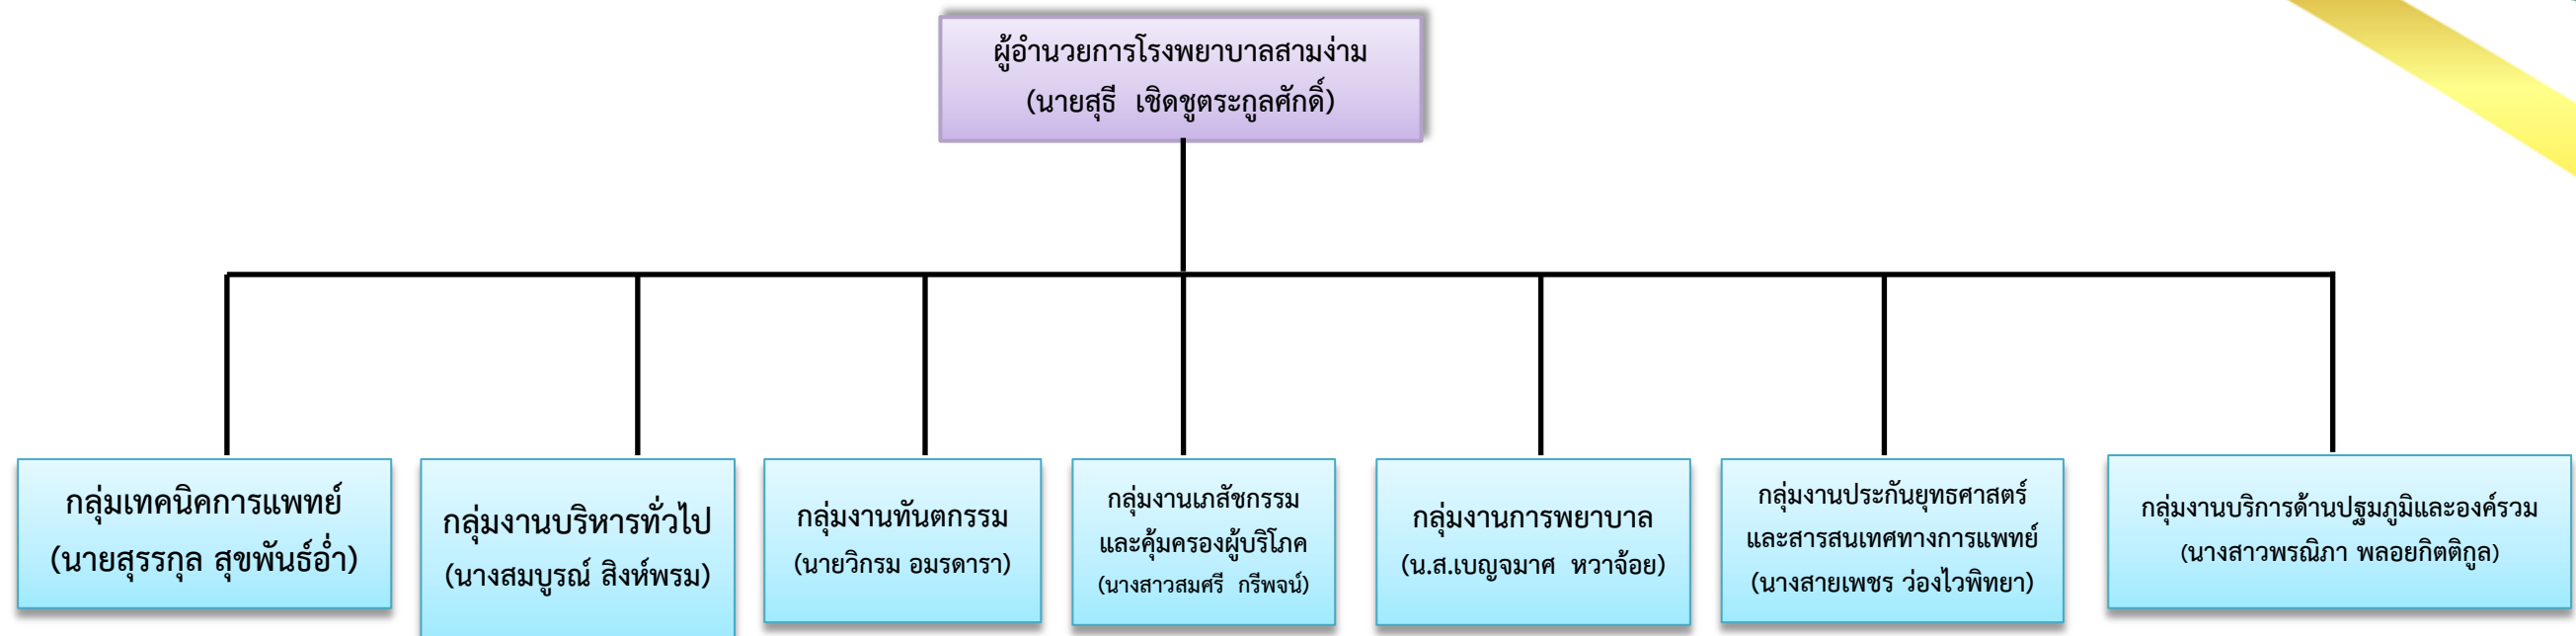 ผู้อำนวยการโรงพยาบาลสามง่าม
(นายสุธี เชิดชูตระกูลศักดิ์)
กลุ่มเทคนิคการแพทย์
(นายสุรรกุล สุขพันธ์อ่ำ)
กลุ่มงานบริหารทั่วไป
(นางสมบูรณ์ สิงห์พรม)
กลุ่มงานทันตกรรม
(นายวิกรม อมรดารา)
กลุ่มงานเภสัชกรรม
และคุ้มครองผู้บริโภค
(นางสาวสมศรี กรีพจน์)
กลุ่มงานการพยาบาล
(น.ส.เบญจมาศ หวาจ้อย)
กลุ่มงานประกันยุทธศาสตร์
และสารสนเทศทางการแพทย์
(นางสายเพชร ว่องไวพิทยา)
กลุ่มงานบริการด้านปฐมภูมิและองค์รวม
(นางสาวพรณิภา พลอยกิตติกูล)